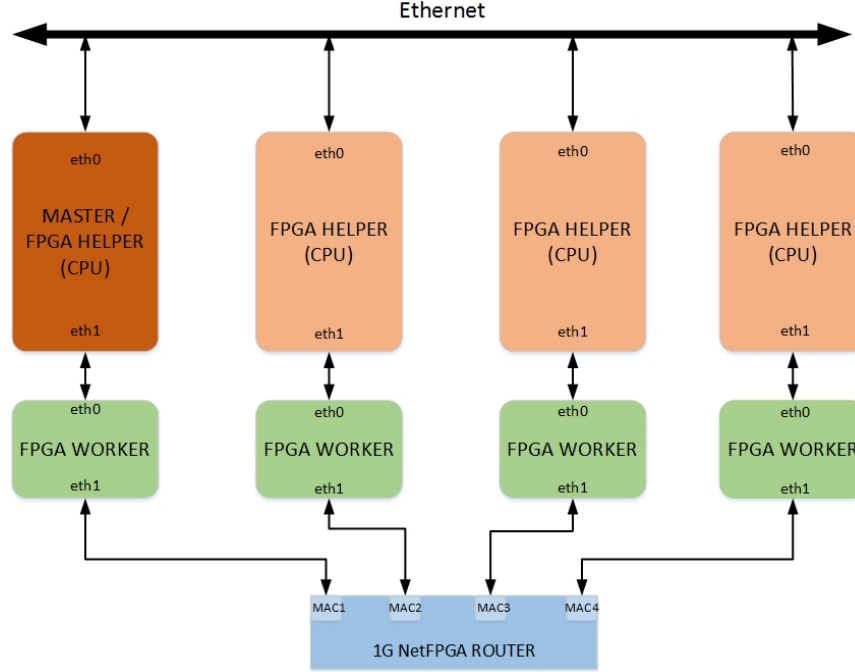 Ethernet
eth0
eth0
eth0
eth0
MASTER /
FPGA HELPER
(CPU)
FPGA HELPER
(CPU)
FPGA HELPER
(CPU)
FPGA HELPER
(CPU)
eth1
eth1
eth1
eth1
eth0
eth0
eth0
eth0
FPGA WORKER
FPGA WORKER
FPGA WORKER
FPGA WORKER
eth1
eth1
eth1
eth1
MAC1
MAC2
MAC3
MAC4
1G NetFPGA ROUTER